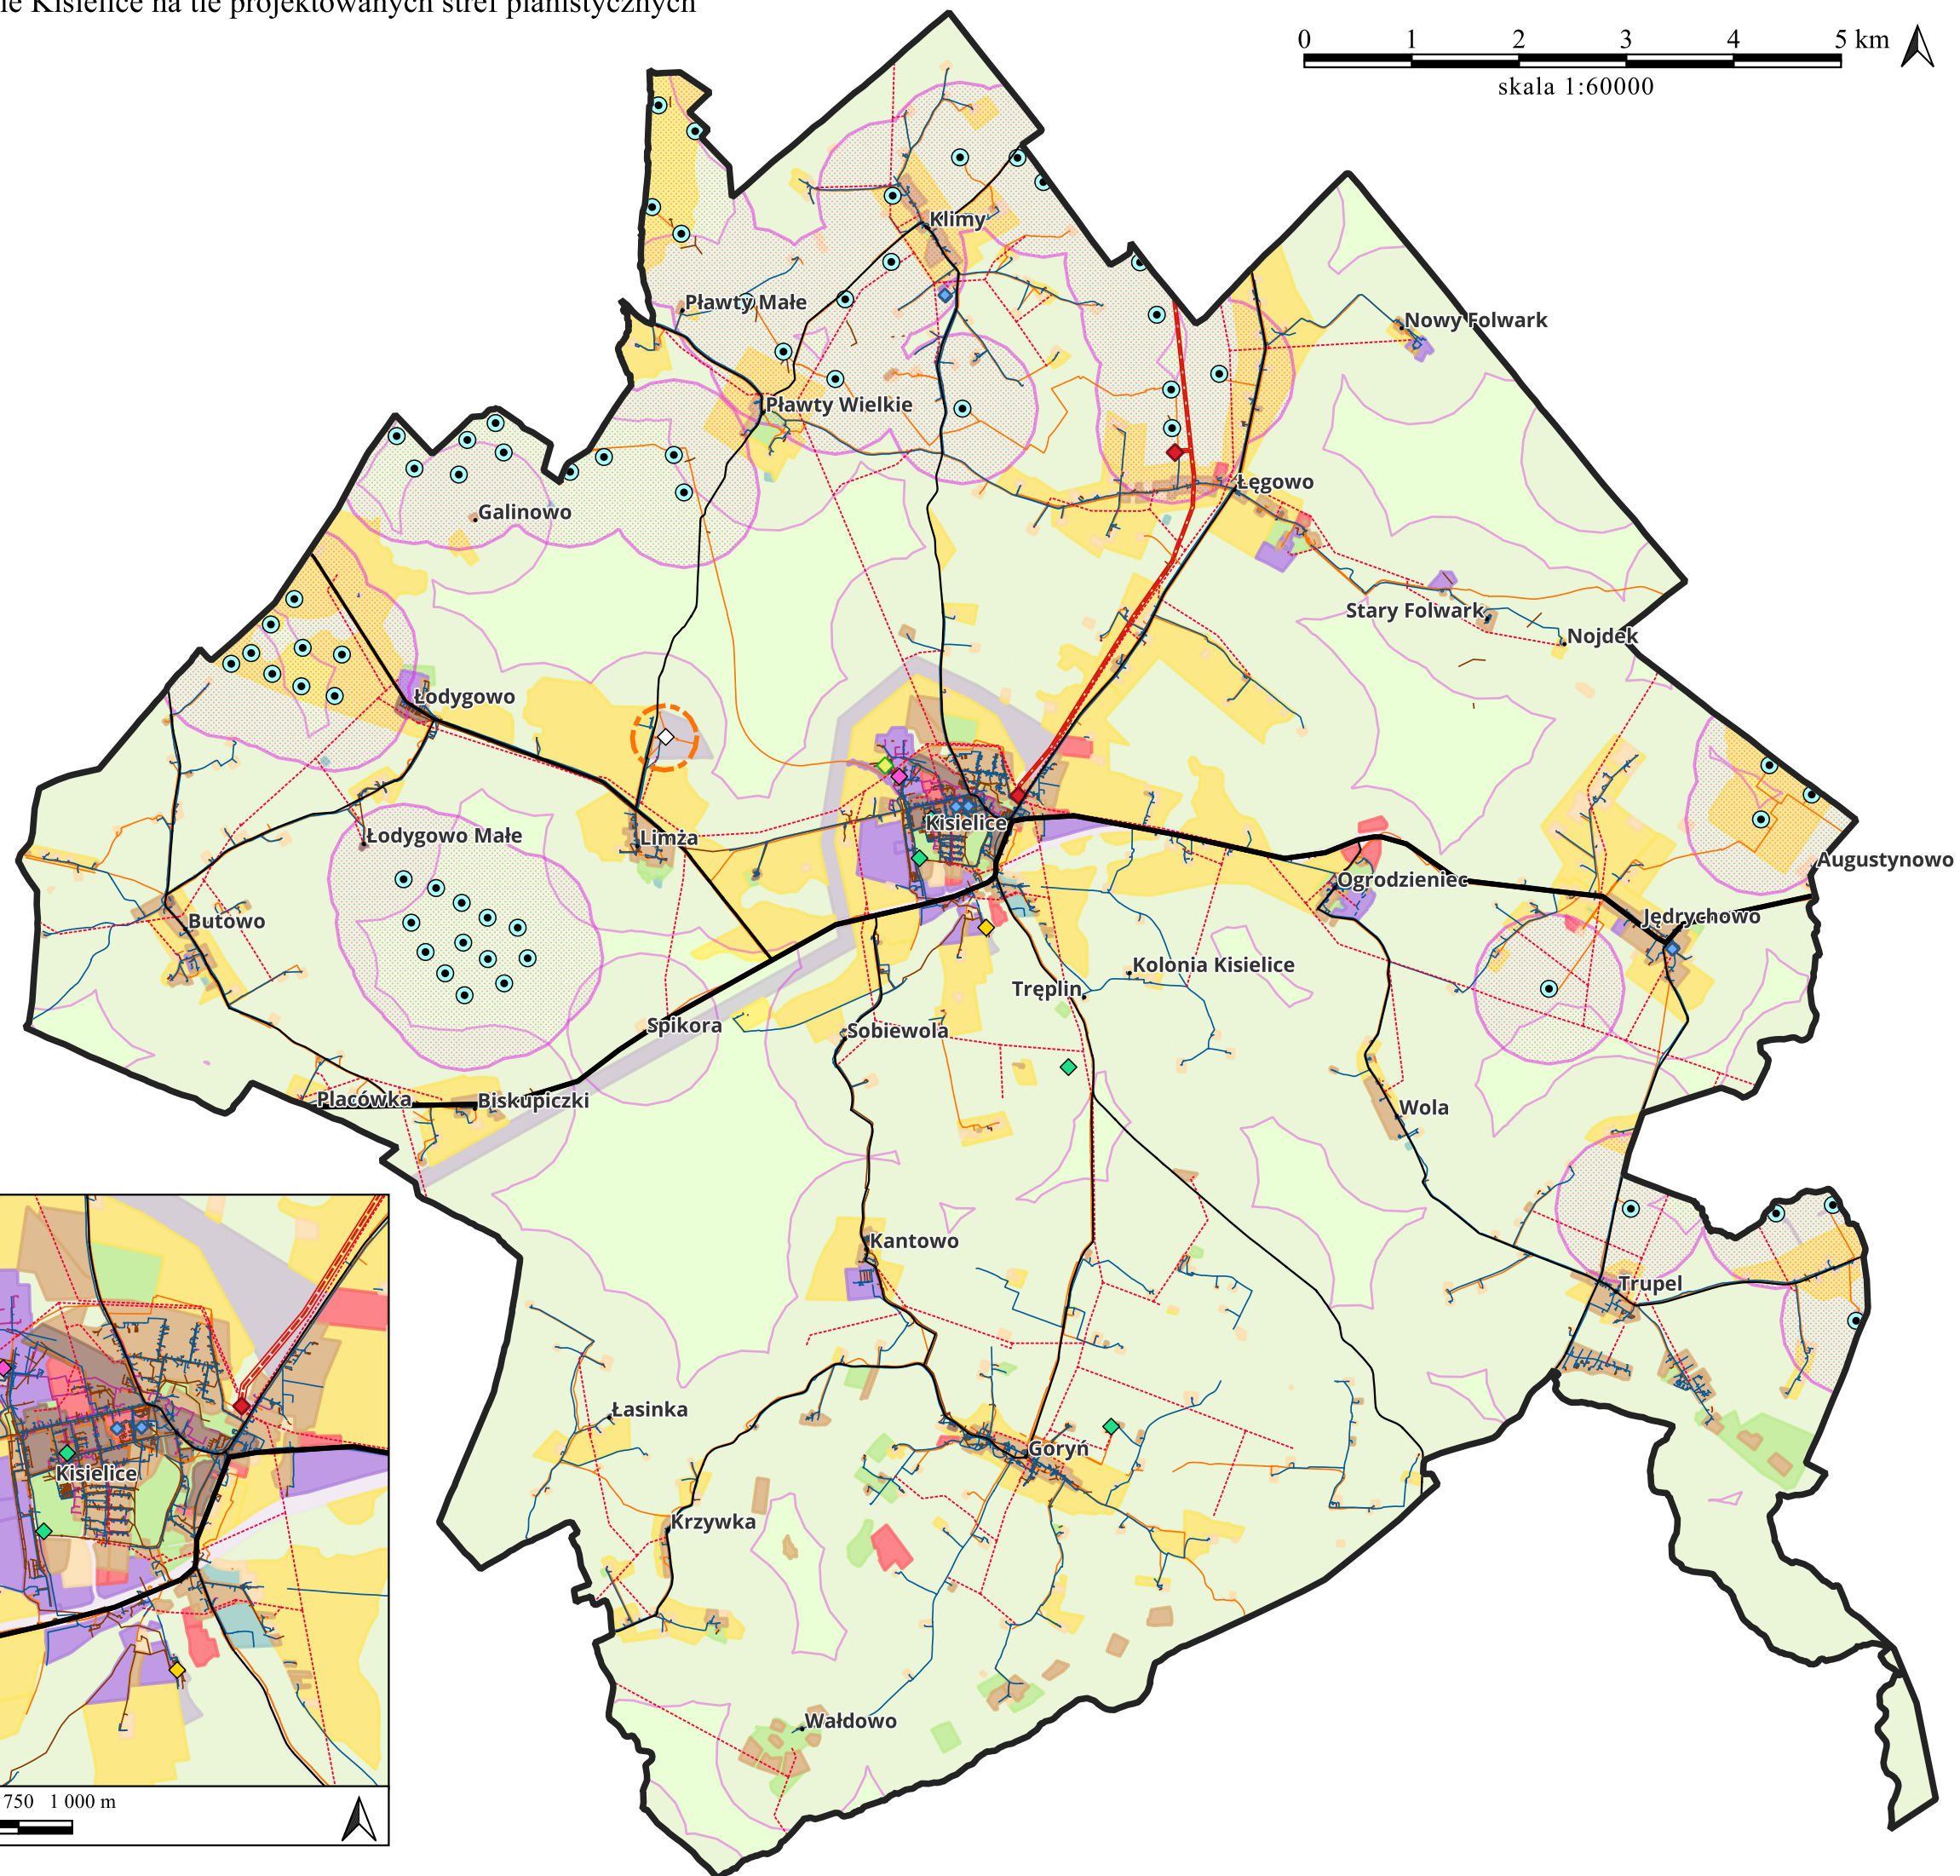 ie Kisielice na tle projektowanych stref planistycznych
0 1 2 3 4 5 km
skala 1:60000
Klimy
Pławty Małe
Nowy Folwark
Pławty Wielkie
Łęgowo
Galinowo
Stary Folwark
Nojdek
Łodygowo
Kisielice
Łodygowo Małe
Limża
Augustynowo
Ogrodzieniec
Butowo
Jędrychowo
Kolonia Kisielice
Tręplin
Spikora
Sobiewola
Placówka
Biskupiczki
Wola
Kantowo
Trupel
Łasinka
Goryń
Kisielice
Krzywka
Wałdowo
750 1 000 m